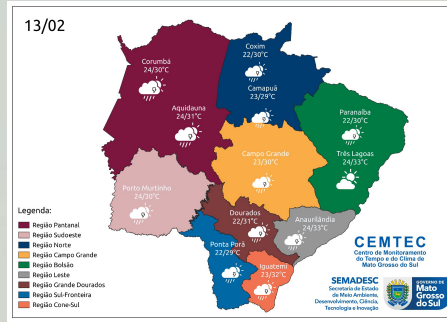 13/02
Coxim
22/30°C
Corumbá
24/30°C
Camapuã
23/29°C
Aquidauna
24/31°C
Paranaíba
22/30°C
Campo Grande
23/30°C
Três Lagoas
24/33°C
Porto Murtinho
24/30°C
Dourados
22/31°C
Anaurilândia
24/33°C
Ponta Porã
22/29°C
Iguatemi
23/32°C
Legenda:
Região Pantanal
Região Sudoeste
Região Norte
Região Campo Grande
Região Bolsão
Região Leste
Região Grande Dourados
Região Sul-Fronteira
Região Cone-Sul
CEMTEC
Centro de Monitoramento
do Tempo e do Clima de
Mato Grosso do Sul
SEMADESC
Secretaria de Estado
de Meio Ambiente,
Desenvolvimento, Ciência,
Tecnologia e Inovação
GOVERNO DE
Mato
Grosso
do Sul